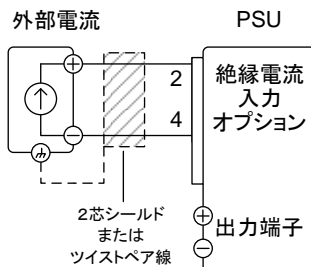 外部電流
PSU
2
4
絶縁電流
入力
オプション
2芯シールド
または
ツイストペア線
出力端子